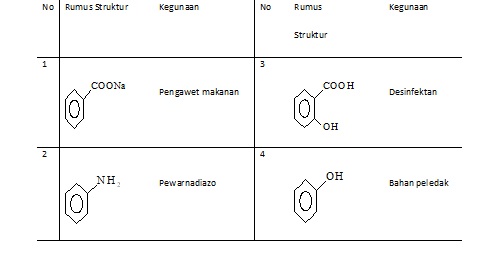 No Rumus Struktur Kegunaan No Rumus Kegunaan
Struktur
1 3
COONa COOH
Pengawet makanan Desinfektan
OH
2 4
NH2 Pewarnadiazo OH Bahan peledak